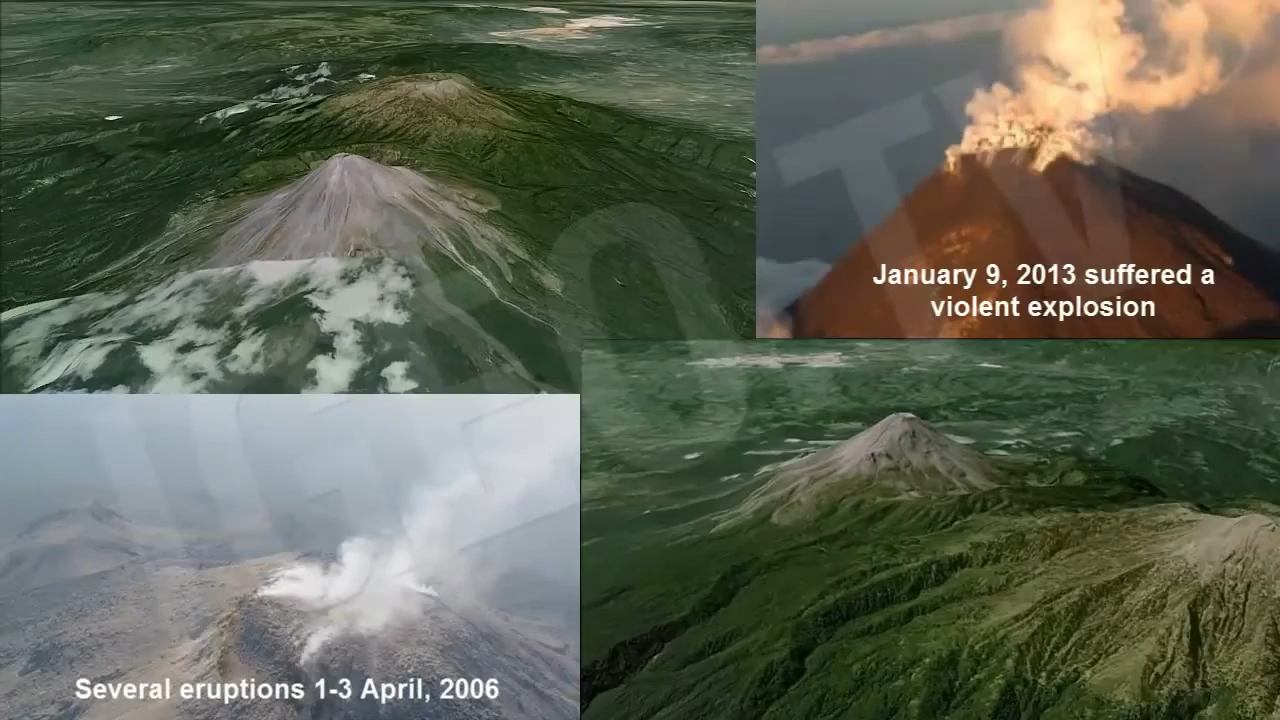 January 9, 2013 suffered a
violent explosion
Several eruptions 1-3 April, 2006